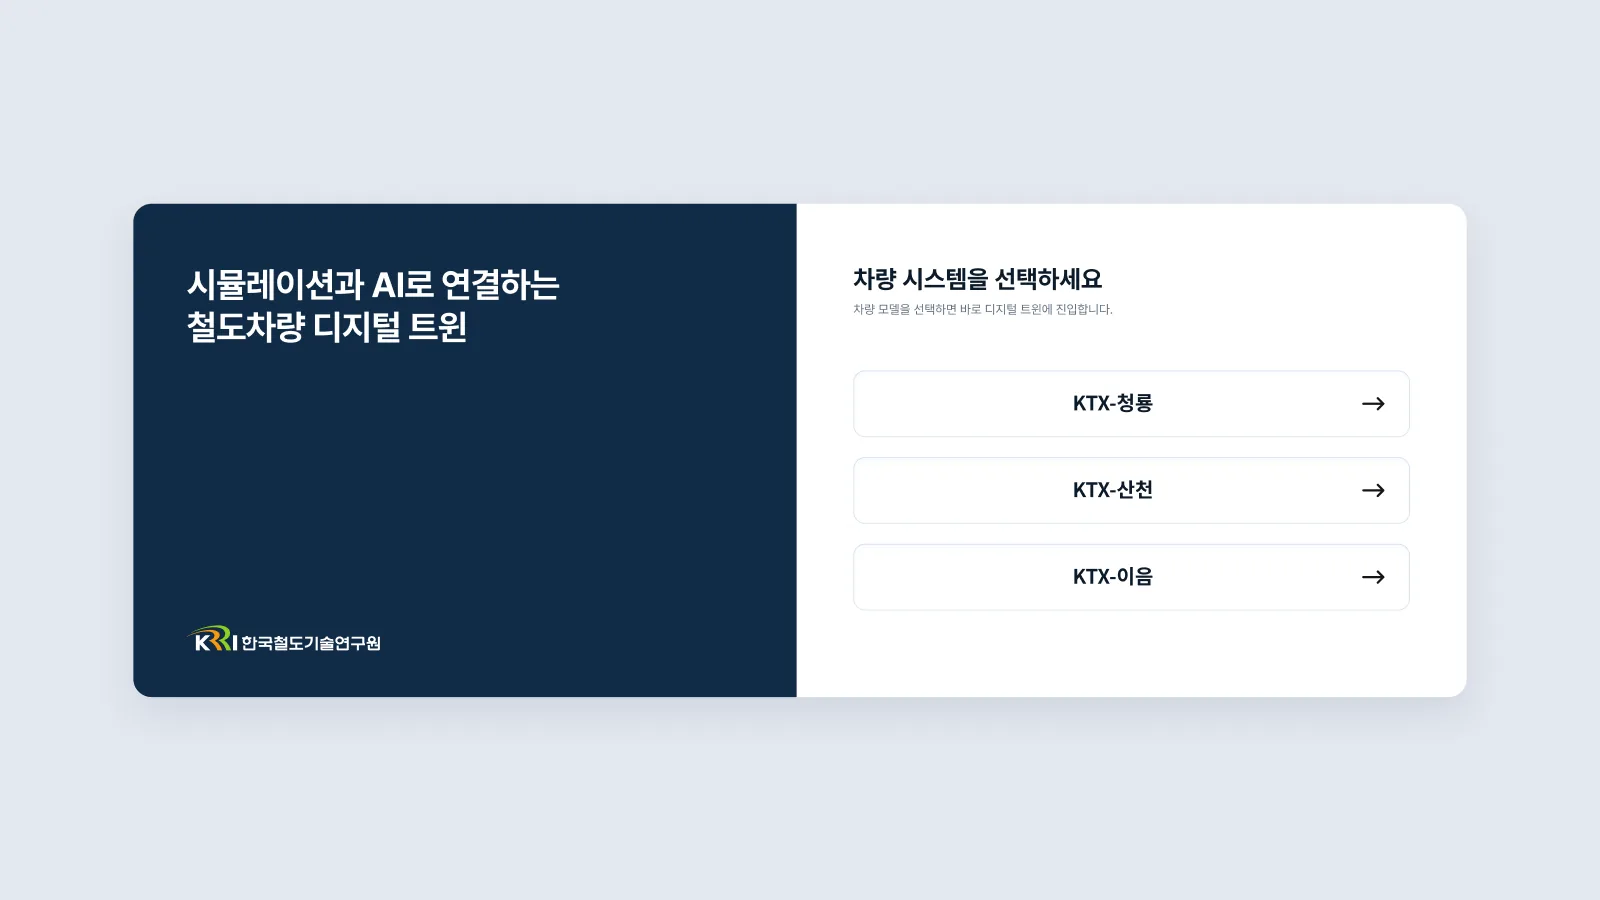 시뮬레이션과 AI로 연결하는
철도차량 디지털 트윈
KRRI 한국철도기술연구원
차량 시스템을 선택하세요
차량 모델을 선택하면 바로 디지털 트윈에 진입합니다.
KTX-청룡
KTX-산천
KTX-이음